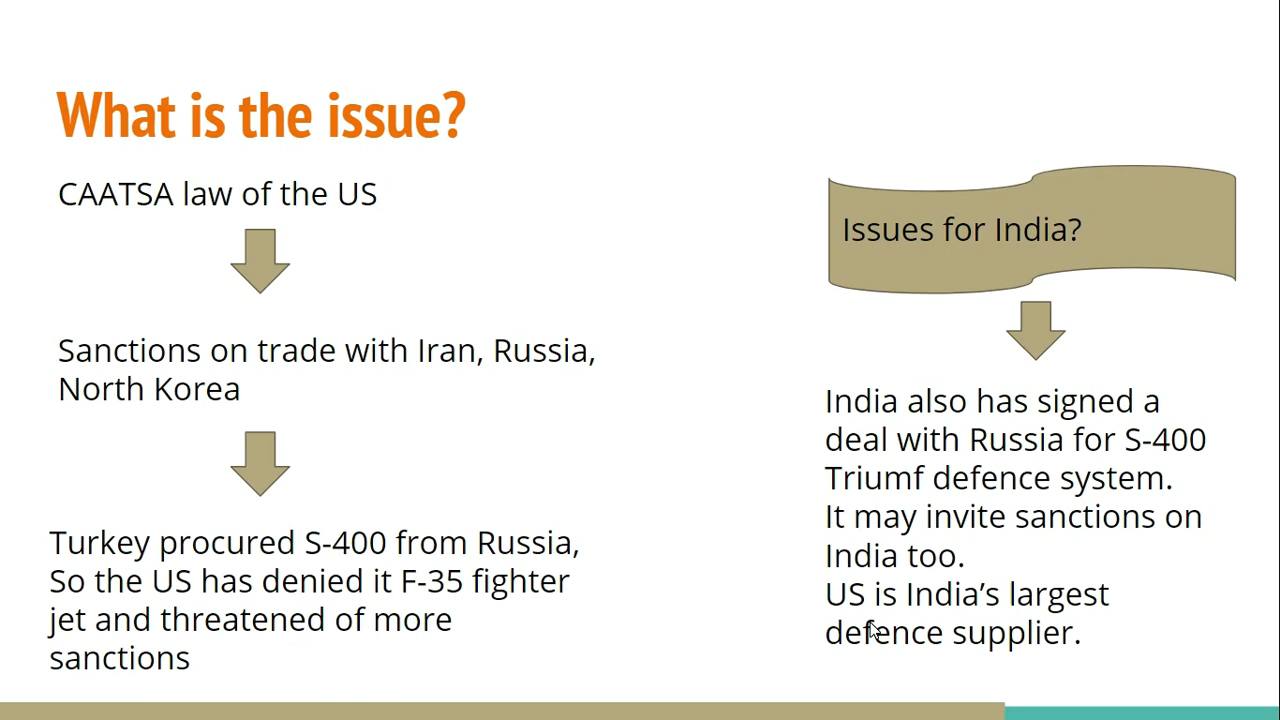 What is the issue?
CAATSA law of the US
Sanctions on trade with Iran, Russia,
North Korea
Turkey procured S-400 from Russia,
So the US has denied it F-35 fighter
jet and threatened of more
sanctions
Issues for India?
India also has signed a
deal with Russia for S-400
Triumf defence system.
It may invite sanctions on
India too.
US is India’s largest
defence supplier.